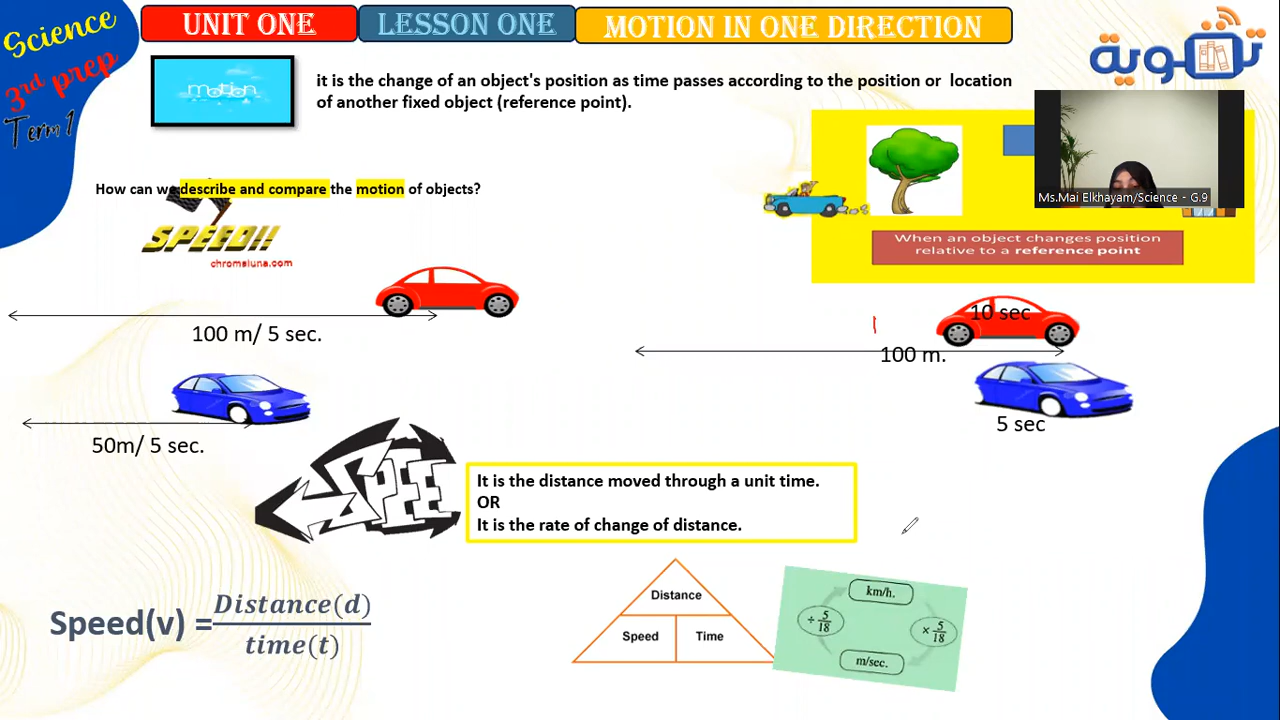 Science
3rd prep
Term 1
UNIT ONE
LESSON ONE
MOTION IN ONE DIRECTION
تقوية
motion
it is the change of an object's position as time passes according to the position or location
of another fixed object (reference point).
Ms.Mai Elkhayam/Science - G.9
How can we describe and compare the motion of objects?
SPEED!!
chromaluna.com
When an object changes position
relative to a reference point
100 m/ 5 sec.
10 sec
100 m.
50m/ 5 sec.
5 sec
SPEE
It is the distance moved through a unit time.
OR
It is the rate of change of distance.
Speed(v) = Distance(d)
time(t)
Distance
Speed Time
km/h.
÷ 5/18
× 5/18
m/sec.